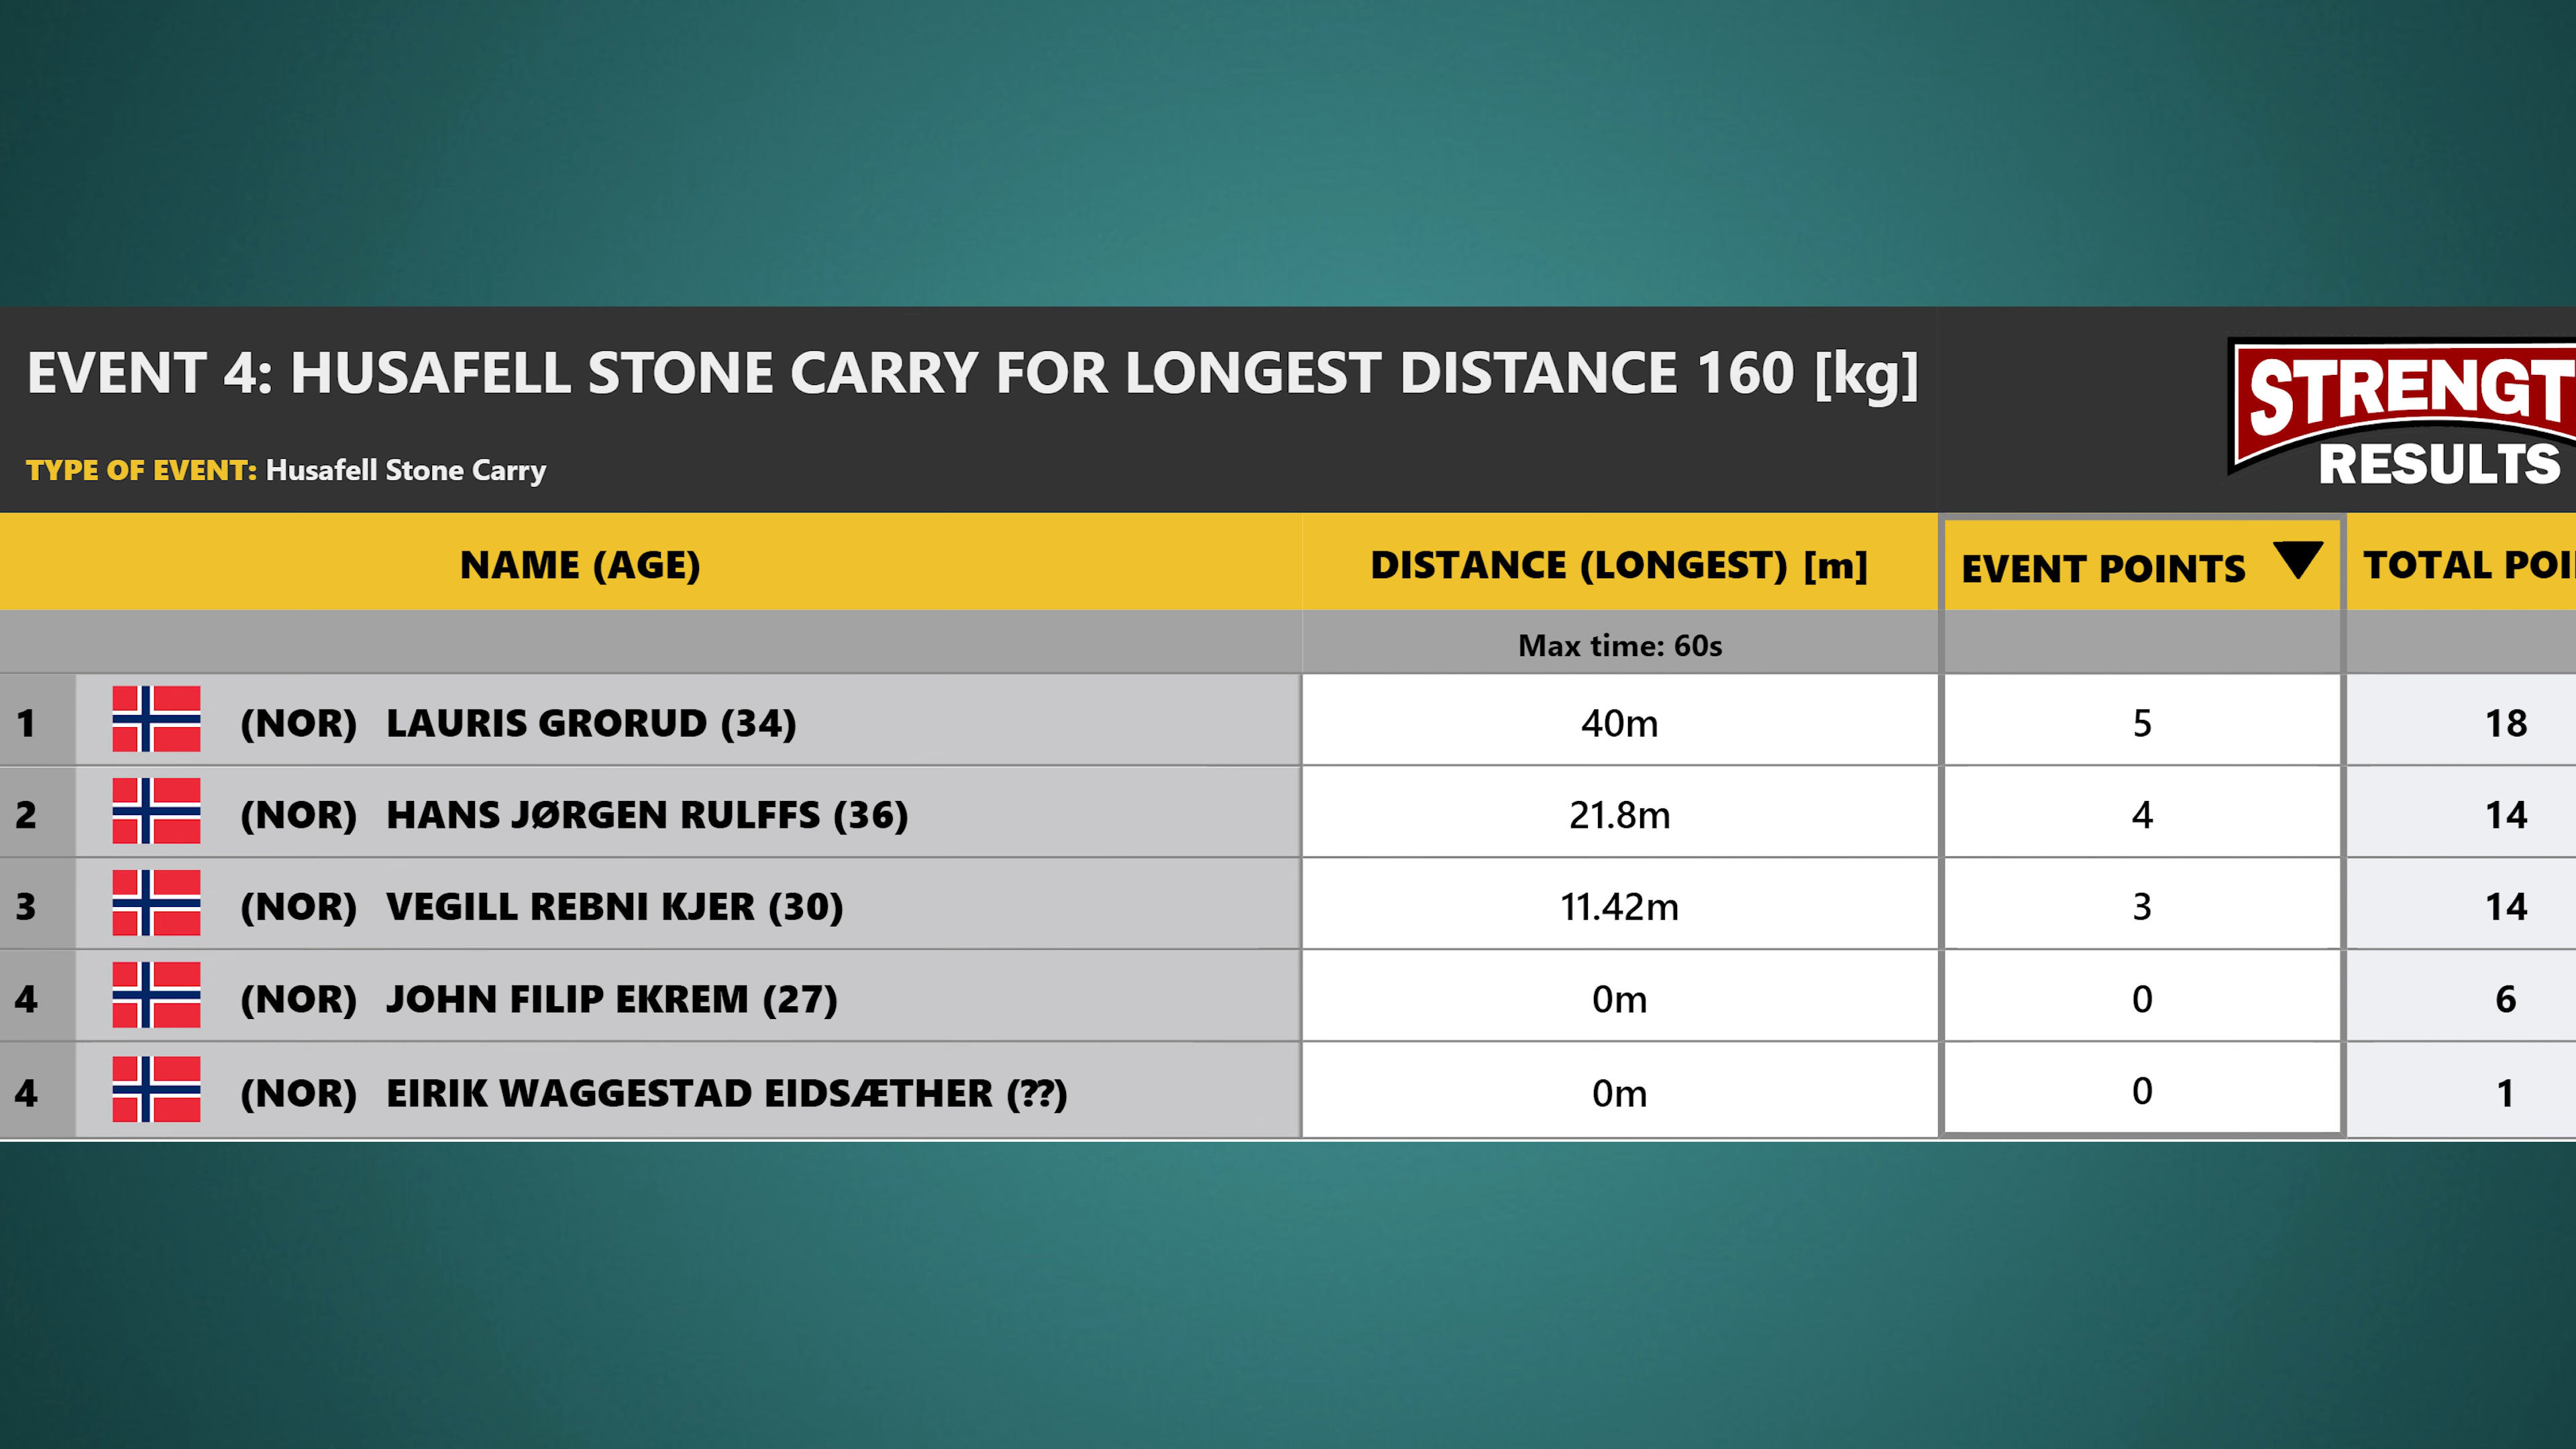 EVENT 4: HUSAFELL STONE CARRY FOR LONGEST DISTANCE 160 [kg]
TYPE OF EVENT: Husafell Stone Carry
STRENGT
RESULTS
NAME (AGE) DISTANCE (LONGEST) [m] EVENT POINTS ▼ TOTAL POI
Max time: 60s
1 (NOR) LAURIS GRORUD (34) 40m 5 18
2 (NOR) HANS JØRGEN RULFFS (36) 21.8m 4 14
3 (NOR) VEGILL REBNI KJER (30) 11.42m 3 14
4 (NOR) JOHN FILIP EKREM (27) 0m 0 6
4 (NOR) EIRIK WAGGESTAD EIDSÆTHER (??) 0m 0 1